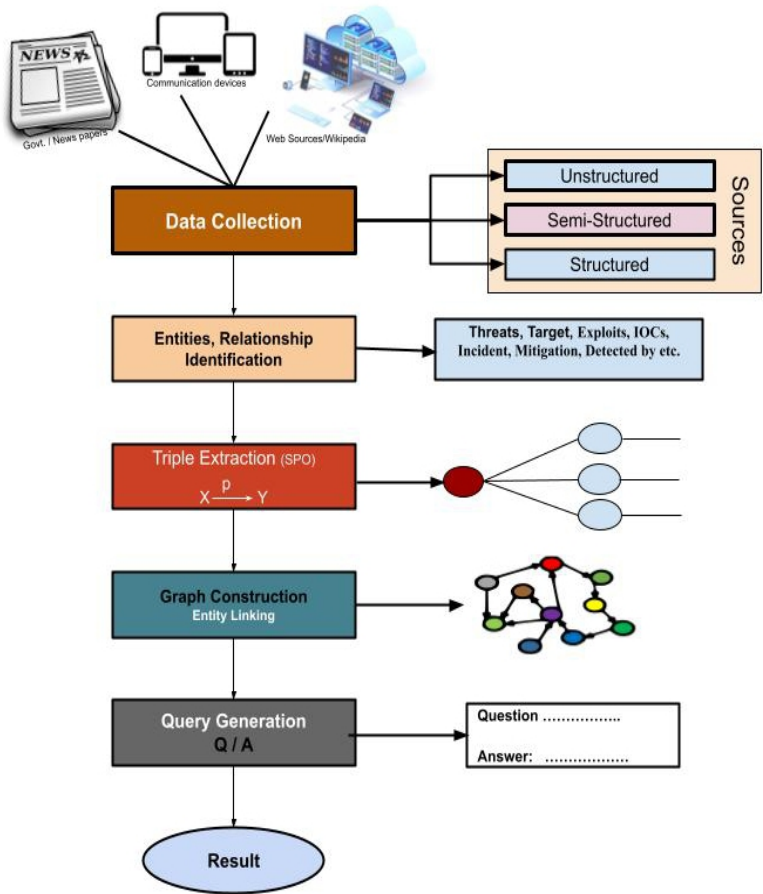 NEWS
Communication devices
Govt. / News papers
Web Sources/Wikipedia
Data Collection
Unstructured
Semi-Structured
Structured
Sources
Entities, Relationship
Identification
Threats, Target, Exploits, IOCs,
Incident, Mitigation, Detected by etc.
Triple Extraction (SPO)
p
X Y
Graph Construction
Entity Linking
Query Generation
Q / A
Question ................
Answer: ..................
Result